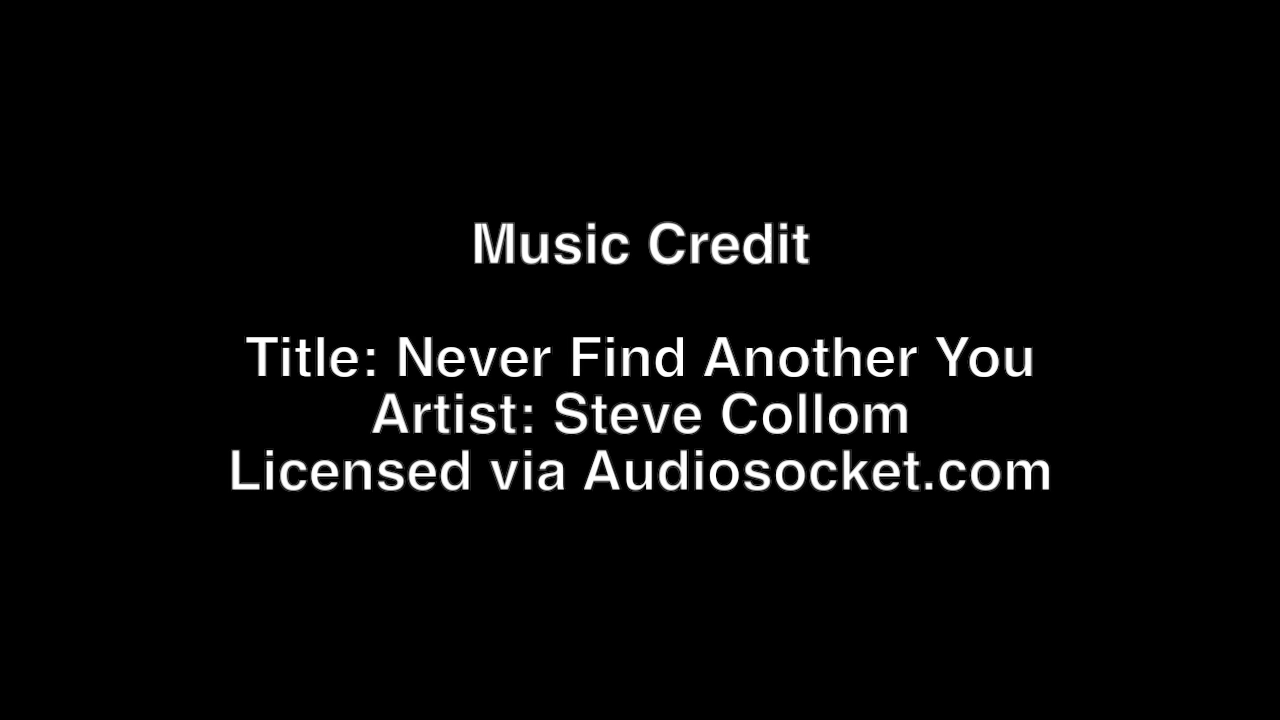 Music Credit
Title: Never Find Another You
Artist: Steve Collom
Licensed via Audiosocket.com